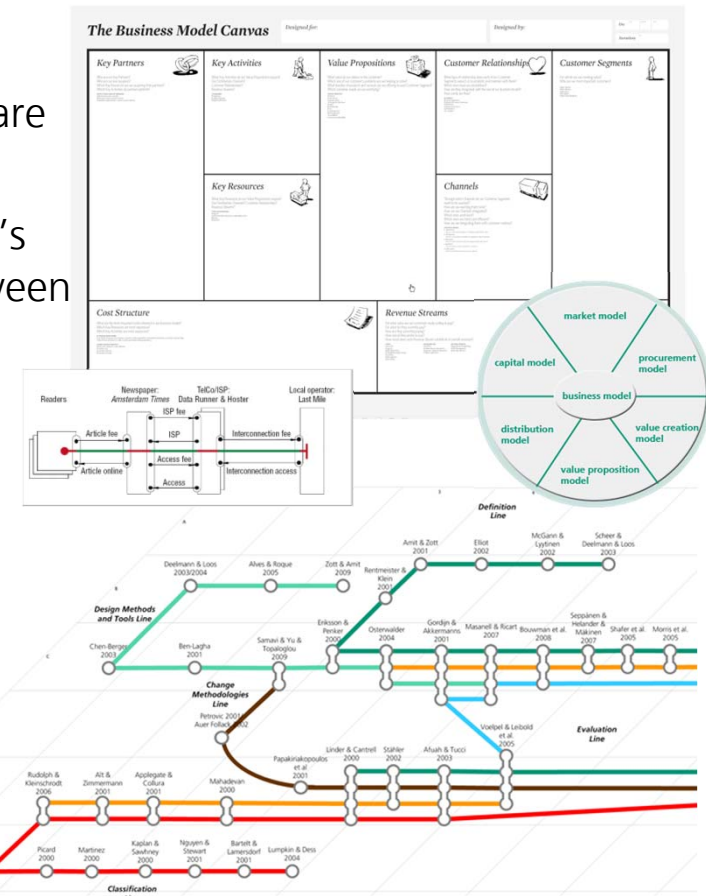 are
's
ween
The Business Model Canvas
Designed for:
Designed by:
Key Partners
Key Activities
Value Propositions
Customer Relationship
Customer Segments
Key Resources
Channels
Cost Structure
Revenue Streams
market model
capital model
procurement
model
business model
distribution
model
value creation
model
value proposition
model
Readers
Newspaper:
Amsterdam Times
TelCo/ISP:
Data Runner & Hoster
Local operator:
Last Mile
ISP fee
Article fee
ISP
Interconnection fee
Access fee
Article online
Interconnection access
Access
Definition
Line
Amit & Zott
2001
Elliot
2002
McGann &
Lyytinen
2002
Scheer &
Deelmann & Loos
2003
Deelmann & Loos
2003/2004
Alves & Roque
2005
Zott & Amit
2009
Rentmeister &
Klein
2001
Design Methods
and Tools Line
Chen-Berger
2003
Ben-Lagha
2001
Samavi & Yu &
Topaloglou
2009
Eriksson &
Penker
2000
Osterwalder
2004
Gordijn &
Akkermanns
2001
Masanell & Ricart
2007
Bouwman et al.
2008
Seppänen &
Helander &
Mäkinen
2007
Shafer et al.
2005
Morris et al.
2005
Change
Methodologies
Line
Petrovic 2001
Auer Follack 2002
Papakiriakopoulos
et al
2001
Linder & Cantrell
2000
Stähler
2002
Afuah & Tucci
2003
Voelpel & Leibold
et al.
2005
Evaluation
Line
Rudolph &
Kleinschrodt
2006
Alt &
Zimmermann
2001
Applegate &
Collura
2001
Mahadevan
2000
Picard
2000
Martinez
2000
Kaplan &
Sawhney
2000
Nguyen &
Stewart
2001
Bartelt &
Lamersdorf
2001
Lumpkin & Dess
2004
Classification